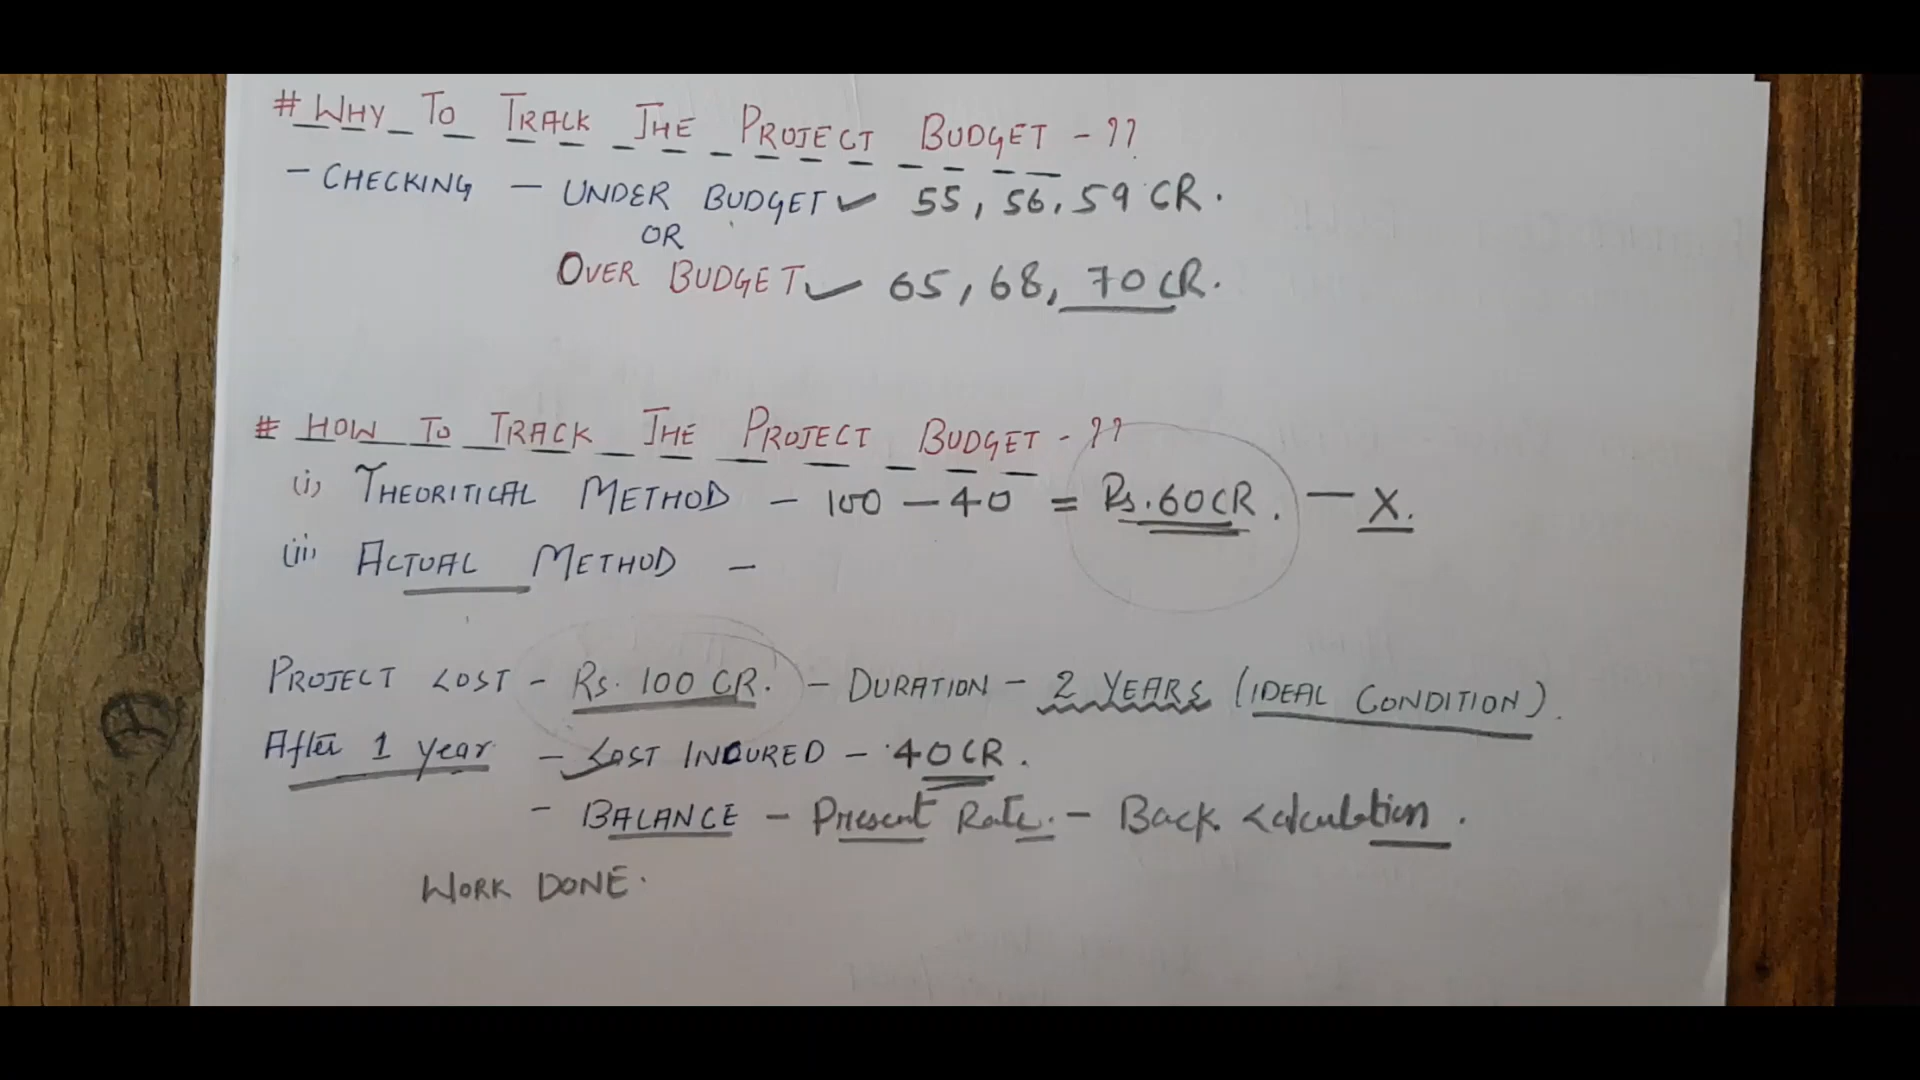 # WHY TO TRACK THE PROJECT BUDGET - ??
- CHECKING - UNDER BUDGET ✓ 55, 56, 59 CR.
OR
OVER BUDGET ✓ 65, 68, 70 CR.
# HOW TO TRACK THE PROJECT BUDGET - ??
(i) THEORITICAL METHOD - 100 - 40 = Rs. 60 CR. - X.
(ii) ACTUAL METHOD -
PROJECT COST - Rs. 100 CR. - DURATION - 2 YEARS (IDEAL CONDITION).
After 1 year - COST INCURED - 40 CR.
- BALANCE - Present Rate. - Back calculation.
WORK DONE.